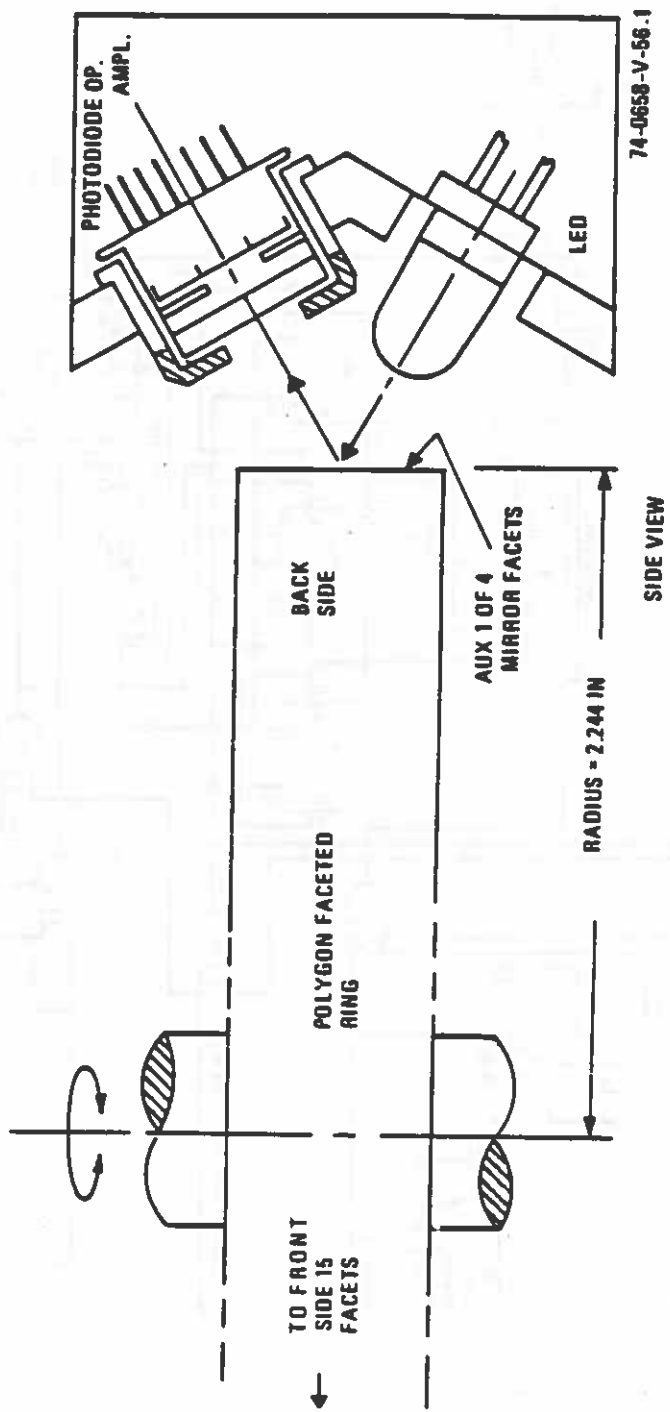 PHOTODIODE OP.
AMPL.
LED
74-0658-V-56.1
BACK
SIDE
AUX 1 OF 4
MIRROR FACETS
POLYGON FACETED
RING
TO FRONT
SIDE 15
FACETS
RADIUS = 2.244 IN
SIDE VIEW